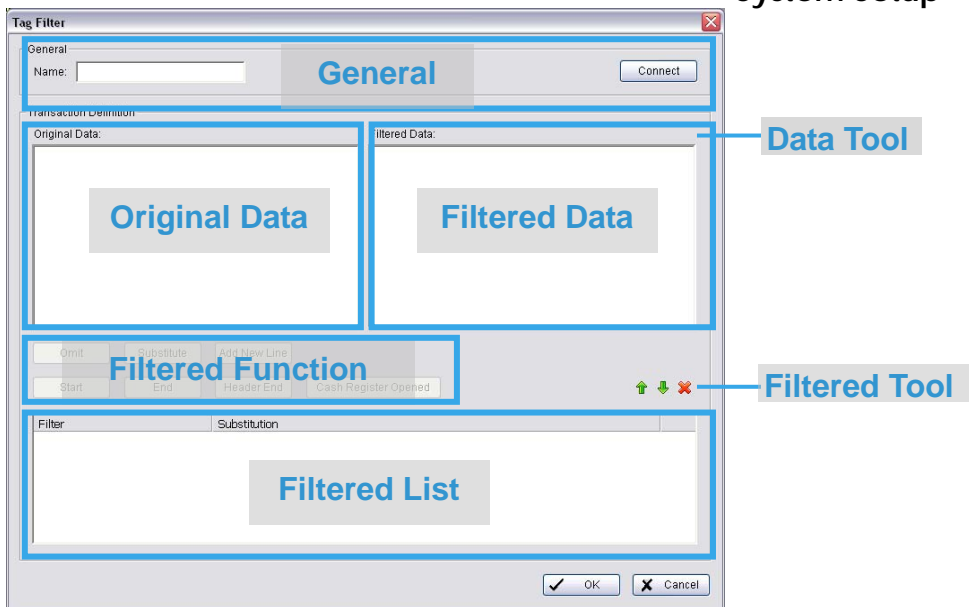 System Setup
Tag Filter
General
Name:
General
Connect
Transaction Definition
Original Data:
Filtered Data:
Data Tool
Original Data
Filtered Data
Omit
Substitute
Add New Line
Filtered Function
Start
End
Header End
Cash Register Opened
Filtered Tool
Filter
Substitution
Filtered List
OK
Cancel